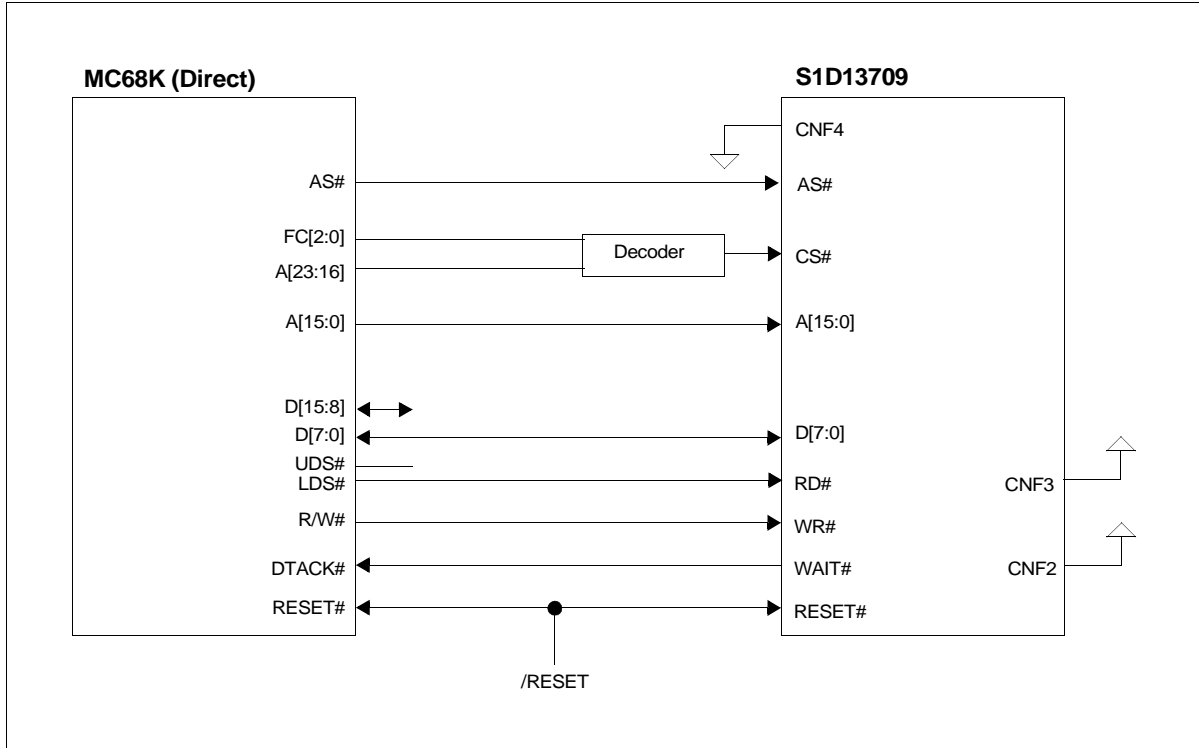 MC68K (Direct)
S1D13709
CNF4
AS#
AS#
FC[2:0]
Decoder
CS#
A[23:16]
A[15:0]
A[15:0]
D[15:8]
D[7:0]
D[7:0]
UDS#
LDS#
RD#
CNF3
R/W#
WR#
DTACK#
WAIT#
CNF2
RESET#
RESET#
/RESET